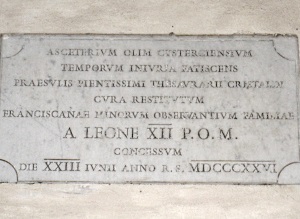 ASCETERIVM OLIM CYSTERCIENSIVM
TEMPORVM INIVRIA FATISCENS
PRAESVLIS PIENTISSIMI THESAVRARII CRISTALDI
CVRA RESTITVTVM
FRANCISCANAE MINORVM OBSERVANTIVM FAMILIAE
A LEONE XII P.O.M.
CONCESSVM
DIE XXIII IVNII ANNO R.S. MDCCCXXVI